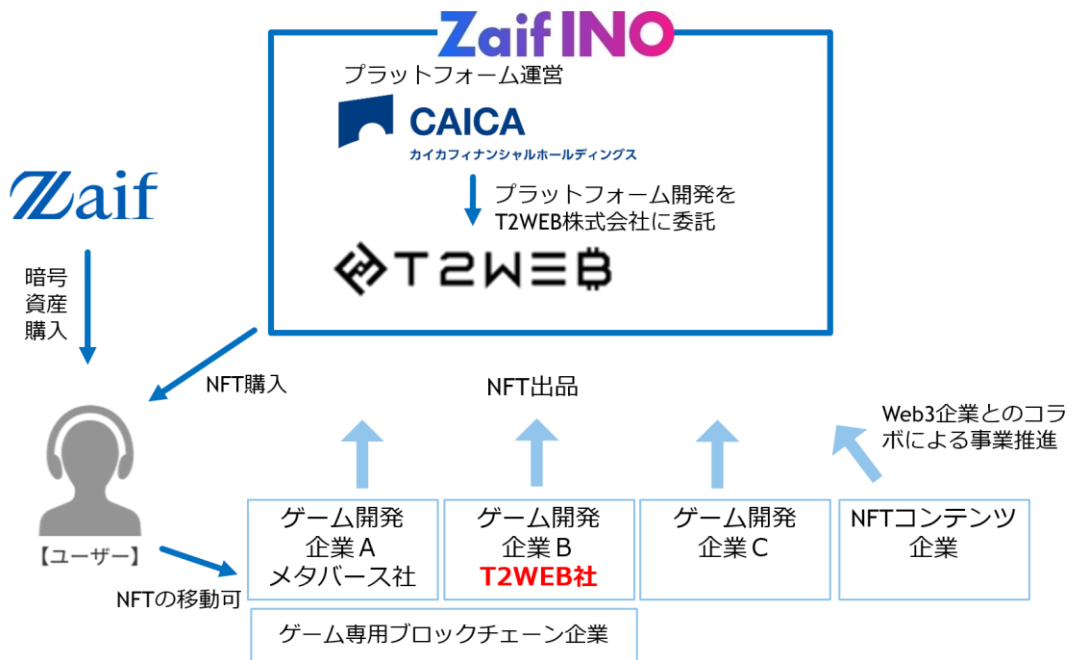 Zaif INO
プラットフォーム運営
CAICA
カイカフィナンシャルホールディングス
プラットフォーム開発を
T2WEB株式会社に委託
T2WEB
Zaif
暗号
資産
購入
NFT購入
NFT出品
Web3企業とのコラ
ボによる事業推進
【ユーザー】
NFTの移動可
ゲーム開発
企業A
メタバース社
ゲーム開発
企業B
T2WEB社
ゲーム開発
企業C
NFTコンテンツ
企業
ゲーム専用ブロックチェーン企業